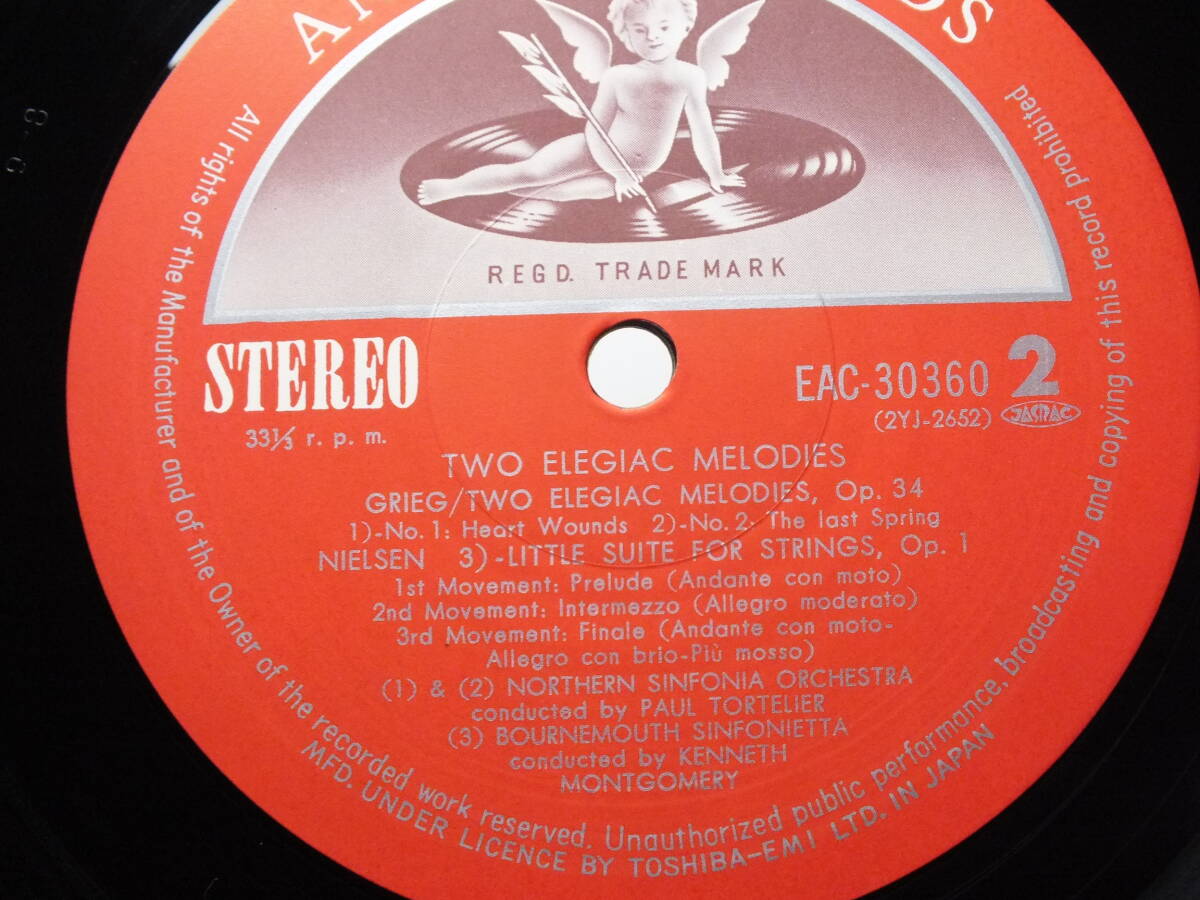 REGD. TRADE MARK
STEREO
33⅓ r. p. m.
EAC-30360 2
(2YJ-2652) JASRAC
TWO ELEGIAC MELODIES
GRIEG/TWO ELEGIAC MELODIES, Op. 34
1)-No. 1: Heart Wounds 2)-No. 2: The last Spring
NIELSEN 3)-LITTLE SUITE FOR STRINGS, Op. 1
1st Movement: Prelude (Andante con moto)
2nd Movement: Intermezzo (Allegro moderato)
3rd Movement: Finale (Andante con moto-
Allegro con brio-Più mosso)
(1) & (2) NORTHERN SINFONIA ORCHESTRA
conducted by PAUL TORTELIER
(3) BOURNEMOUTH SINFONIETTA
conducted by KENNETH
MONTGOMERY
All rights of the Manufacturer and of the Owner of the recorded work reserved. Unauthorized public performance, broadcasting and copying of this record prohibited
MFD. UNDER LICENCE BY TOSHIBA-EMI LTD. IN JAPAN